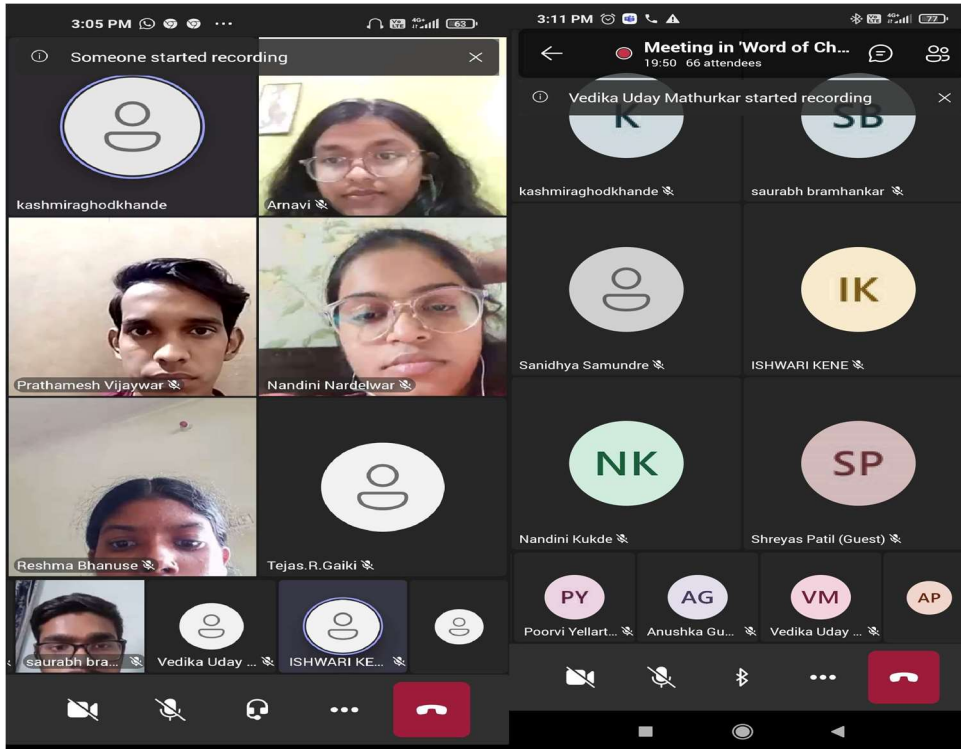 3:05 PM
63
Someone started recording
kashmiraghodkhande
Arnavi
Prathamesh Vijaywar
Nandini Nardelwar
Reshma Bhanuse
Tejas.R.Gaiki
saurabh bra...
Vedika Uday ...
ISHWARI KE...
3:11 PM
4G+
77
Meeting in 'Word of Ch...
19:50 66 attendees
Vedika Uday Mathurkar started recording
K
SB
kashmiraghodkhande
saurabh bramhankar
IK
Sanidhya Samundre
ISHWARI KENE
NK
SP
Nandini Kukde
Shreyas Patil (Guest)
PY
AG
VM
AP
Poorvi Yellart...
Anushka Gu...
Vedika Uday ...